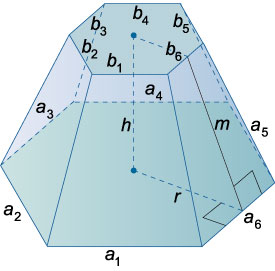 b₃ b₄ b₅
b₂ b₆
b₁
a₃ a₄
h m a₅
r
a₂ a₆
a₁